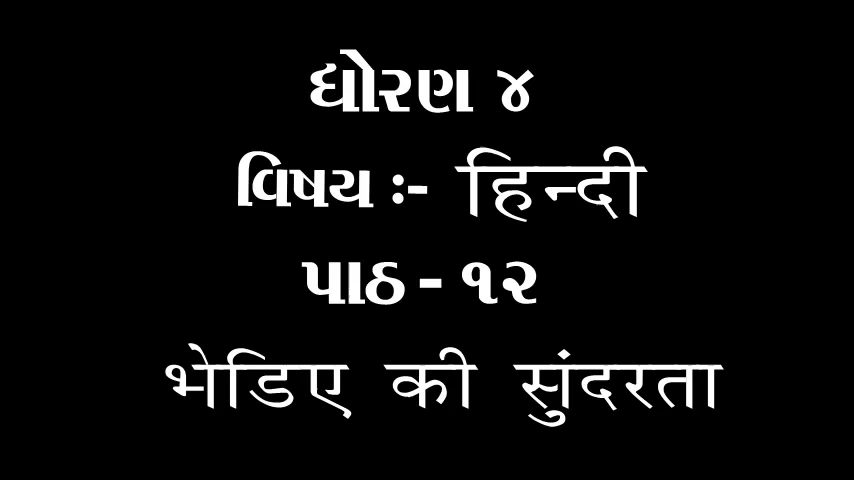 ધોરણ ૪
વિષય :- हिन्दी
પાઠ - ૧૨
भेडिए की सुंदरता